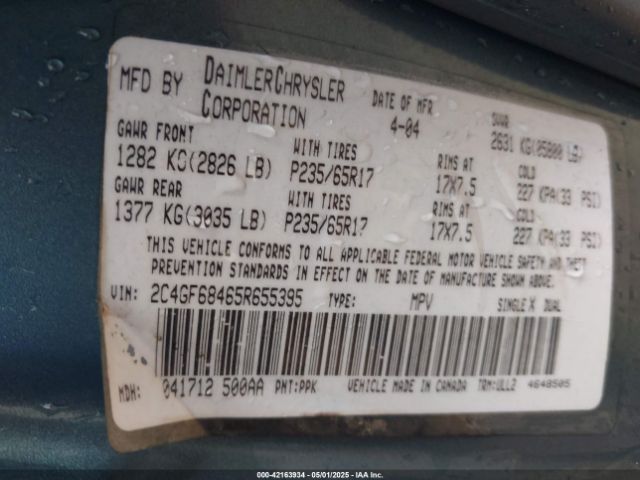 MFD BY DAIMLERCHRYSLER CORPORATION
DATE OF MFR 4-04
GVWR 2631 KG(05800 LB)
GAWR FRONT WITH TIRES RIMS AT COLD
1282 KG(2826 LB) P235/65R17 17X7.5 227 KPA(33 PSI)
GAWR REAR WITH TIRES RIMS AT COLD
1377 KG(3035 LB) P235/65R17 17X7.5 227 KPA(33 PSI)
THIS VEHICLE CONFORMS TO ALL APPLICABLE FEDERAL MOTOR VEHICLE SAFETY AND THEFT
PREVENTION STANDARDS IN EFFECT ON THE DATE OF MANUFACTURE SHOWN ABOVE.
VIN: 2C4GF68465R655395 TYPE: MPV SINGLE X DUAL
MDH: 041712 500AA PNT:PPK VEHICLE MADE IN CANADA TRM:ULL2 4648505
000-42163934 - 05/01/2025 - IAA Inc.